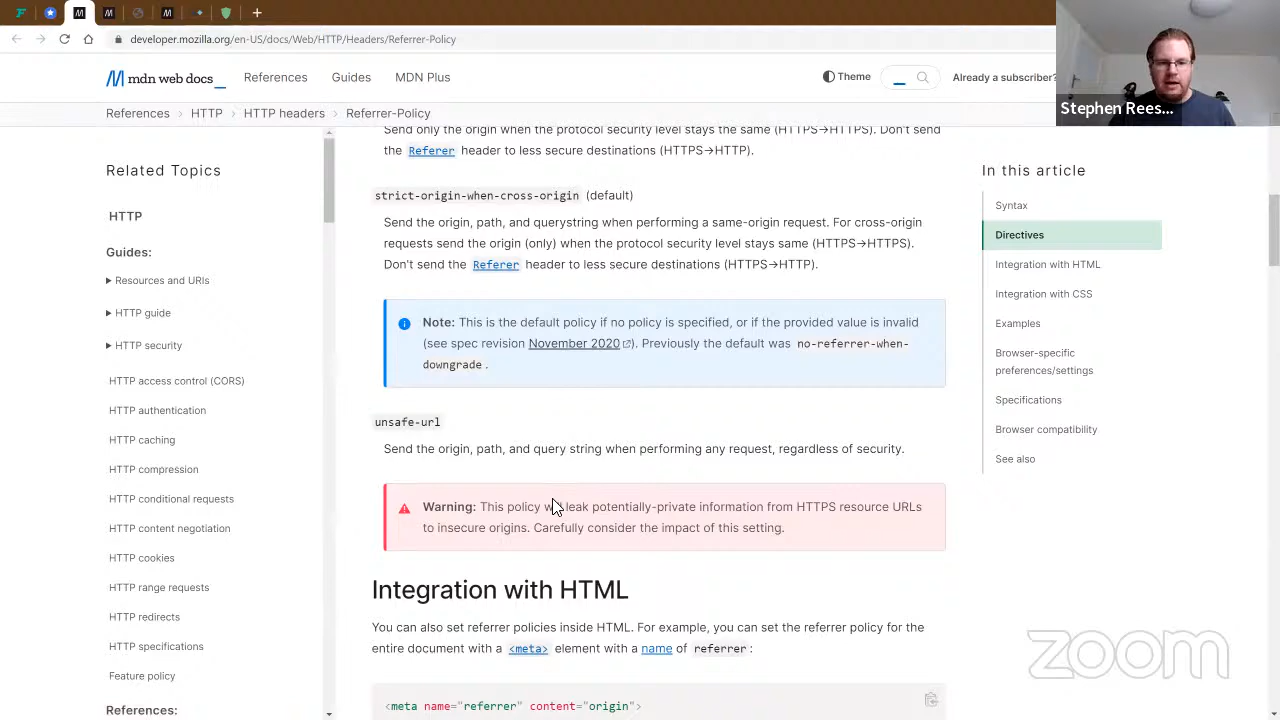 developer.mozilla.org/en-US/docs/Web/HTTP/Headers/Referrer-Policy
mdn web docs_
References
Guides
MDN Plus
Theme
Already a subscriber?
Stephen Rees...
References
HTTP
HTTP headers
Referrer-Policy
Related Topics
HTTP
Guides:
Resources and URIs
HTTP guide
HTTP security
HTTP access control (CORS)
HTTP authentication
HTTP caching
HTTP compression
HTTP conditional requests
HTTP content negotiation
HTTP cookies
HTTP range requests
HTTP redirects
HTTP specifications
Feature policy
References:
Send only the origin when the protocol security level stays the same (HTTPS→HTTPS). Don't send
the Referer header to less secure destinations (HTTPS→HTTP).
strict-origin-when-cross-origin (default)
Send the origin, path, and querystring when performing a same-origin request. For cross-origin
requests send the origin (only) when the protocol security level stays same (HTTPS→HTTPS).
Don't send the Referer header to less secure destinations (HTTPS→HTTP).
Note: This is the default policy if no policy is specified, or if the provided value is invalid
(see spec revision November 2020). Previously the default was no-referrer-when-
downgrade.
unsafe-url
Send the origin, path, and query string when performing any request, regardless of security.
Warning: This policy will leak potentially-private information from HTTPS resource URLs
to insecure origins. Carefully consider the impact of this setting.
Integration with HTML
You can also set referrer policies inside HTML. For example, you can set the referrer policy for the
entire document with a <meta> element with a name of referrer:
<meta name="referrer" content="origin">
In this article
Syntax
Directives
Integration with HTML
Integration with CSS
Examples
Browser-specific
preferences/settings
Specifications
Browser compatibility
See also
zoom